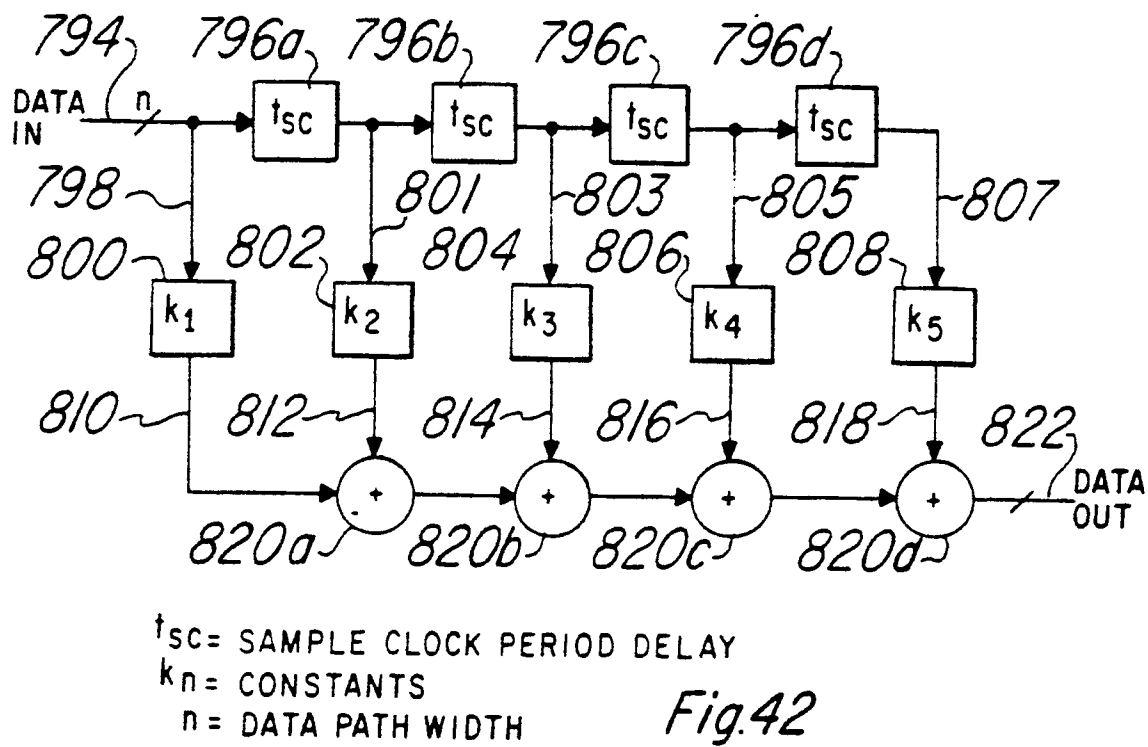 794 796a 796b 796c 796d
DATA IN n tsc tsc tsc tsc
798 801 803 805 807
800 802 804 806 808
k1 k2 k3 k4 k5
810 812 814 816 818 822
+ + + + DATA OUT
820a 820b 820c 820d
tsc = SAMPLE CLOCK PERIOD DELAY
kn = CONSTANTS
n = DATA PATH WIDTH
Fig.42